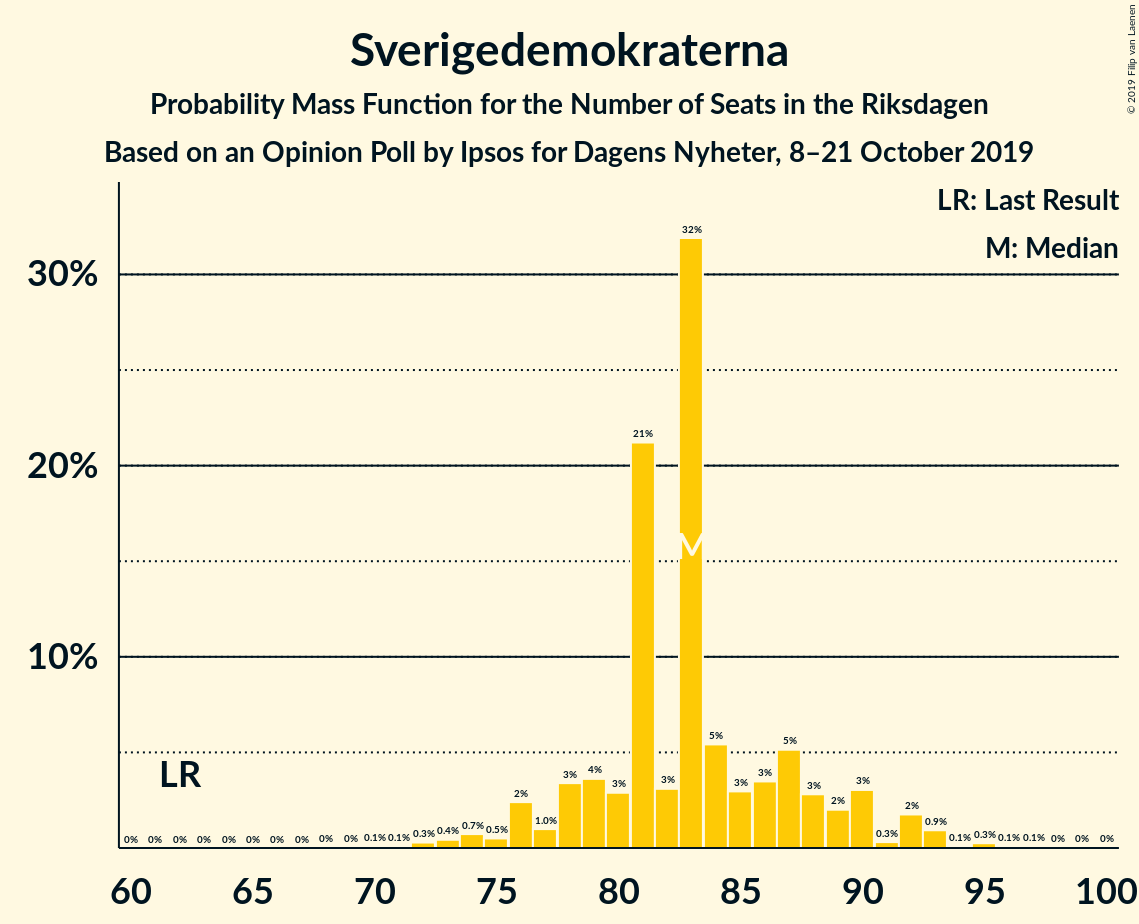 Sverigedemokraterna
Probability Mass Function for the Number of Seats in the Riksdagen
Based on an Opinion Poll by Ipsos for Dagens Nyheter, 8–21 October 2019
© 2019 Filip van Laenen
LR: Last Result
M: Median
30%
20%
10%
LR
M
0% 0% 0% 0% 0% 0% 0% 0% 0% 0% 0.1% 0.1% 0.3% 0.4% 0.7% 0.5% 2% 1.0% 3% 4% 3% 21% 3% 32% 5% 3% 3% 5% 3% 2% 3% 0.3% 2% 0.9% 0.1% 0.3% 0.1% 0.1% 0% 0% 0%
60 65 70 75 80 85 90 95 100